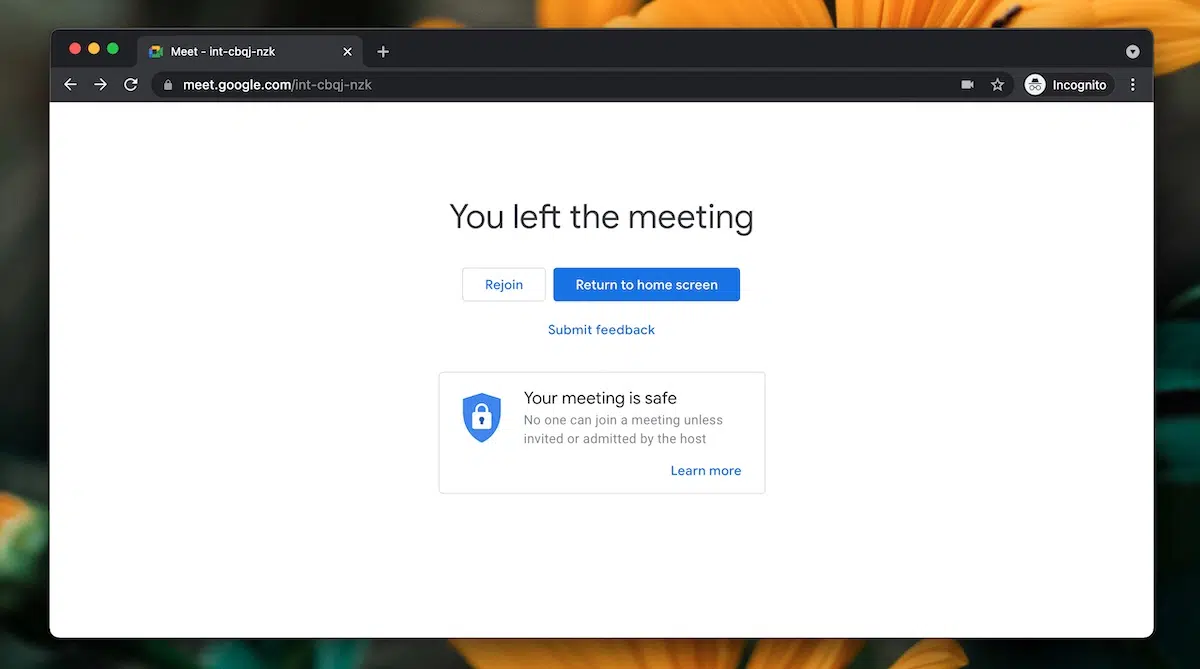 Meet - int-cbqj-nzk
meet.google.com/int-cbqj-nzk
Incognito
You left the meeting
Rejoin
Return to home screen
Submit feedback
Your meeting is safe
No one can join a meeting unless
invited or admitted by the host
Learn more